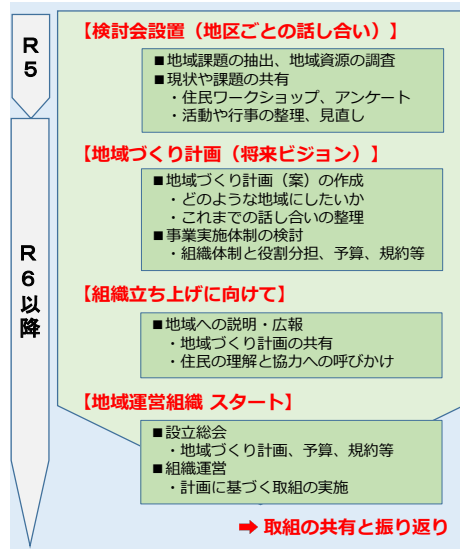 R5
【検討会設置（地区ごとの話し合い）】
■地域課題の抽出、地域資源の調査
■現状や課題の共有
・住民ワークショップ、アンケート
・活動や行事の整理、見直し
R6以降
【地域づくり計画（将来ビジョン）】
■地域づくり計画（案）の作成
・どのような地域にしたいか
・これまでの話し合いの整理
■事業実施体制の検討
・組織体制と役割分担、予算、規約等
【組織立ち上げに向けて】
■地域への説明・広報
・地域づくり計画の共有
・住民の理解と協力への呼びかけ
【地域運営組織 スタート】
■設立総会
・地域づくり計画、予算、規約等
■組織運営
・計画に基づく取組の実施
➡ 取組の共有と振り返り